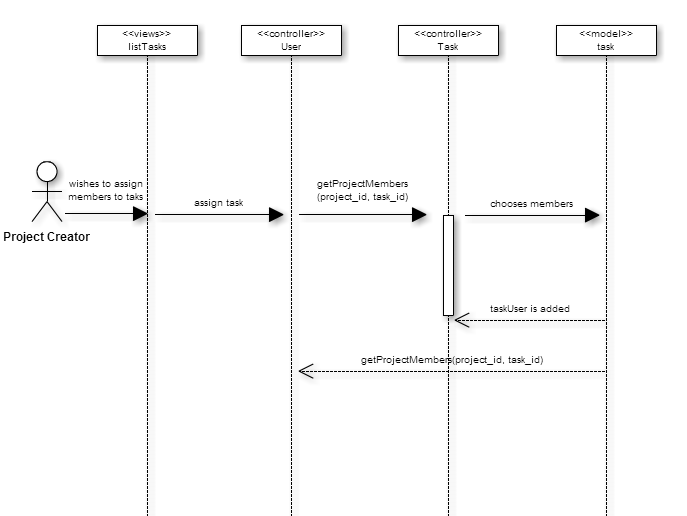 <<views>>
listTasks
<<controller>>
User
<<controller>>
Task
<<model>>
task
wishes to assign
members to taks
Project Creator
assign task
getProjectMembers
(project_id, task_id)
chooses members
taskUser is added
getProjectMembers(project_id, task_id)